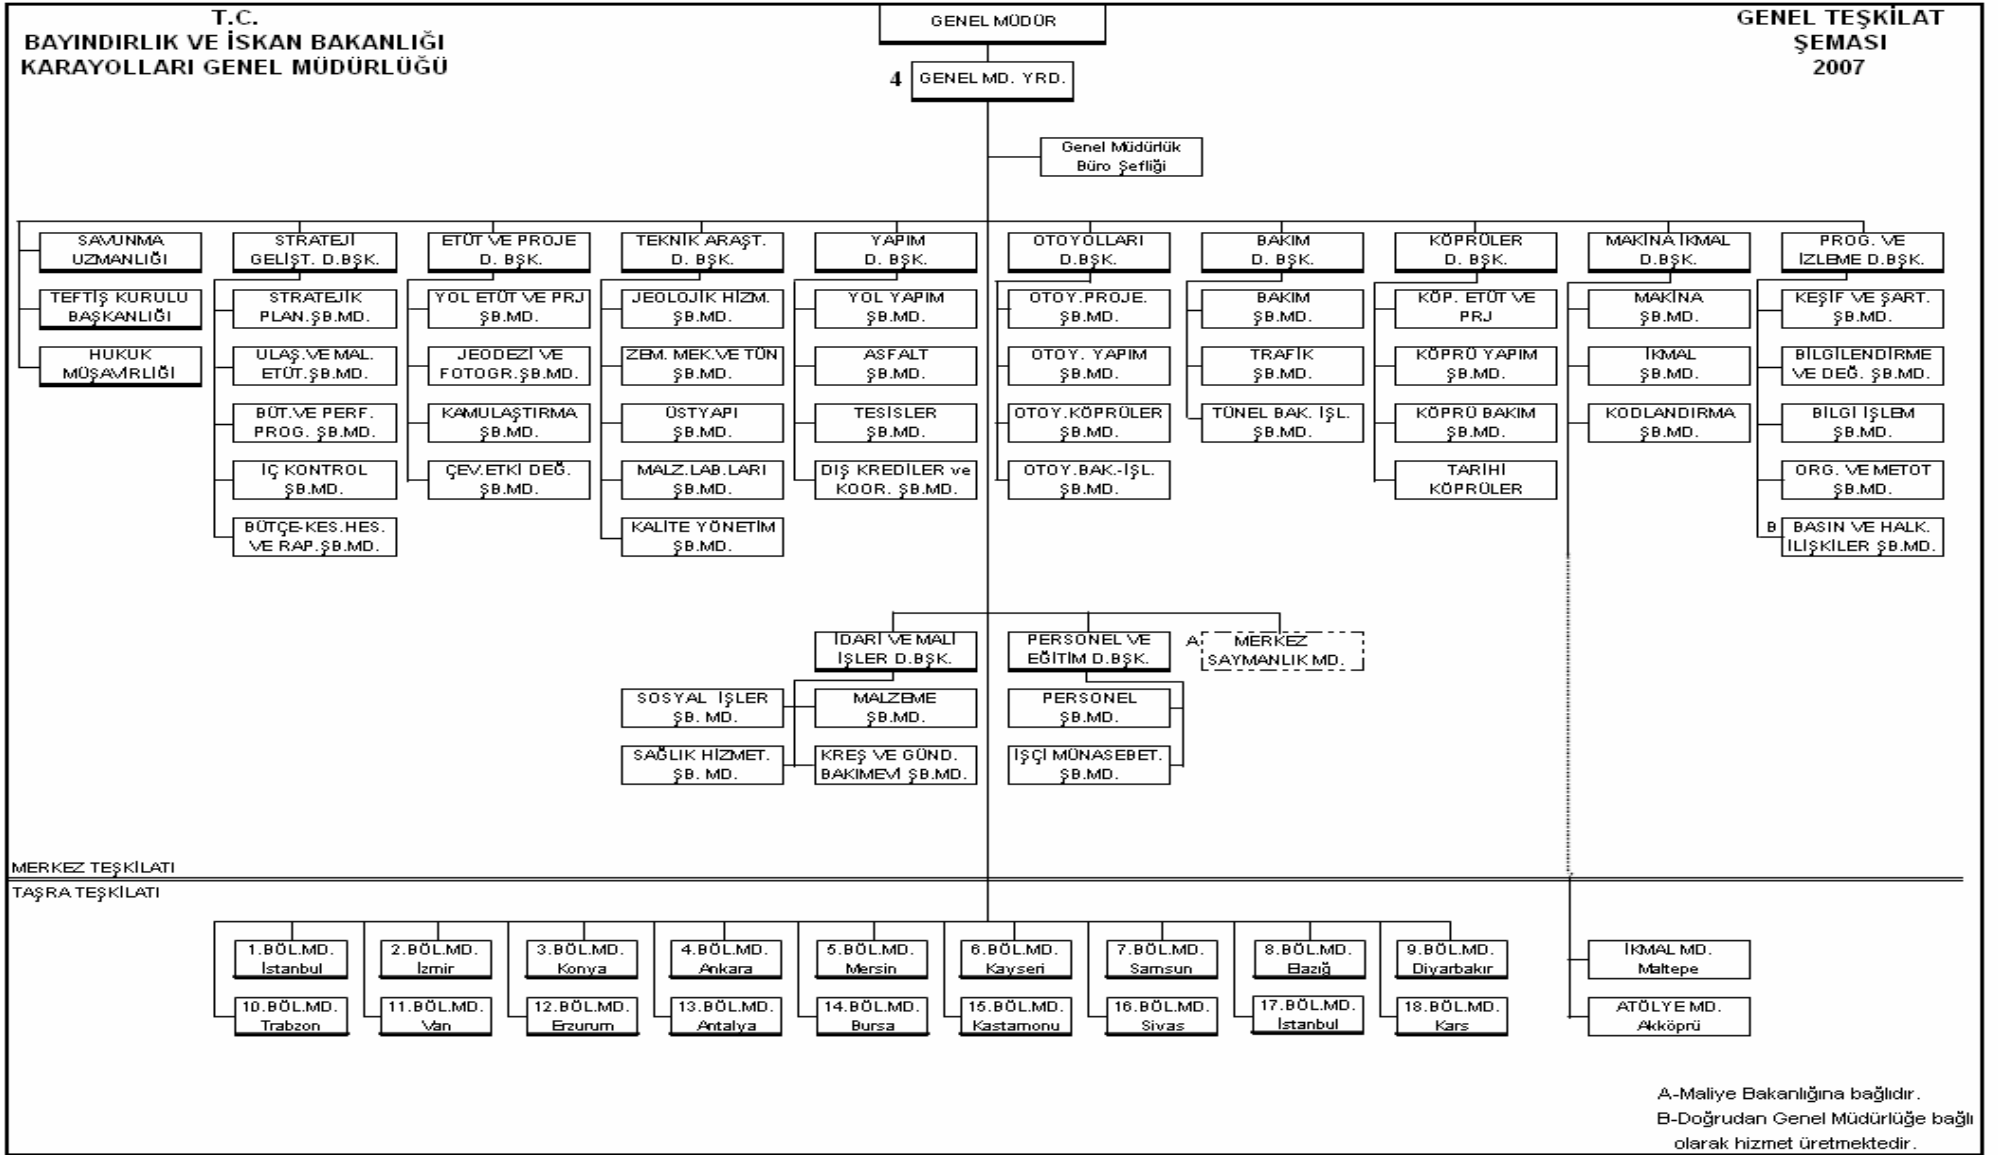 T.C.
BAYINDIRLIK VE İSKAN BAKANLIĞI
KARAYOLLARI GENEL MÜDÜRLÜĞÜ
GENEL MÜDÜR
4 GENEL MD. YRD.
GENEL TEŞKİLAT
ŞEMASI
2007
Genel Müdürlük
Büro Şefliği
SAVUNMA
UZMANLIĞI
TEFTİŞ KURULU
BAŞKANLIĞI
HUKUK
MÜŞAVİRLİĞİ
STRATEJİ
GELİŞT. D.BŞK.
STRATEJİK
PLAN.ŞB.MD.
ULAŞ.VE MAL.
ETÜT.ŞB.MD.
BÜT.VE PERF.
PROG. ŞB.MD.
İÇ KONTROL
ŞB.MD.
BÜTÇE-KES.HES.
VE RAP.ŞB.MD.
ETÜT VE PROJE
D. BŞK.
YOL ETÜT VE PRJ
ŞB.MD.
JEODEZİ VE
FOTOGR.ŞB.MD.
KAMULAŞTIRMA
ŞB.MD.
ÇEV.ETKİ DEĞ.
ŞB.MD.
TEKNİK ARAŞT.
D. BŞK.
JEOLOJİK HİZM.
ŞB.MD.
ZEM. MEK.VE TÜN
ŞB.MD.
ÜSTYAPI
ŞB.MD.
MALZ.LAB.LARI
ŞB.MD.
KALİTE YÖNETİM
ŞB.MD.
YAPIM
D. BŞK.
YOL YAPIM
ŞB.MD.
ASFALT
ŞB.MD.
TESİSLER
ŞB.MD.
DIŞ KREDİLER ve
KOOR. ŞB.MD.
OTOYOLLARI
D.BŞK.
OTOY.PROJE.
ŞB.MD.
OTOY. YAPIM
ŞB.MD.
OTOY.KÖPRÜLER
ŞB.MD.
OTOY.BAK.-İŞL.
ŞB.MD.
BAKIM
D. BŞK.
BAKIM
ŞB.MD.
TRAFİK
ŞB.MD.
TÜNEL BAK. İŞL.
ŞB.MD.
KÖPRÜLER
D. BŞK.
KÖP. ETÜT VE
PRJ
KÖPRÜ YAPIM
ŞB.MD.
KÖPRÜ BAKIM
ŞB.MD.
TARİHİ
KÖPRÜLER
MAKİNA İKMAL
D.BŞK.
MAKİNA
ŞB.MD.
İKMAL
ŞB.MD.
KODLANDIRMA
ŞB.MD.
PROG. VE
İZLEME D.BŞK.
KEŞİF VE ŞART.
ŞB.MD.
BİLGİLENDİRME
VE DEĞ. ŞB.MD.
BİLGİ İŞLEM
ŞB.MD.
ORG. VE METOT
ŞB.MD.
B BASIN VE HALK.
İLİŞKİLER ŞB.MD.
İDARİ VE MALİ
İŞLER D.BŞK.
SOSYAL İŞLER
ŞB. MD.
MALZEME
ŞB.MD.
SAĞLIK HİZMET.
ŞB. MD.
KREŞ VE GÜND.
BAKIMEVİ ŞB.MD.
PERSONEL VE
EĞİTİM D.BŞK.
PERSONEL
ŞB.MD.
İŞÇİ MÜNASEBET.
ŞB.MD.
A MERKEZ
SAYMANLIK MD.
MERKEZ TEŞKİLATI
TAŞRA TEŞKİLATI
1.BÖL.MD.
İstanbul
2.BÖL.MD.
İzmir
3.BÖL.MD.
Konya
4.BÖL.MD.
Ankara
5.BÖL.MD.
Mersin
6.BÖL.MD.
Kayseri
7.BÖL.MD.
Samsun
8.BÖL.MD.
Elazığ
9.BÖL.MD.
Diyarbakır
10.BÖL.MD.
Trabzon
11.BÖL.MD.
Van
12.BÖL.MD.
Erzurum
13.BÖL.MD.
Antalya
14.BÖL.MD.
Bursa
15.BÖL.MD.
Kastamonu
16.BÖL.MD.
Sivas
17.BÖL.MD.
İstanbul
18.BÖL.MD.
Kars
İKMAL MD.
Maltepe
ATÖLYE MD.
Akköprü
A-Maliye Bakanlığına bağlıdır.
B-Doğrudan Genel Müdürlüğe bağlı
olarak hizmet üretmektedir.